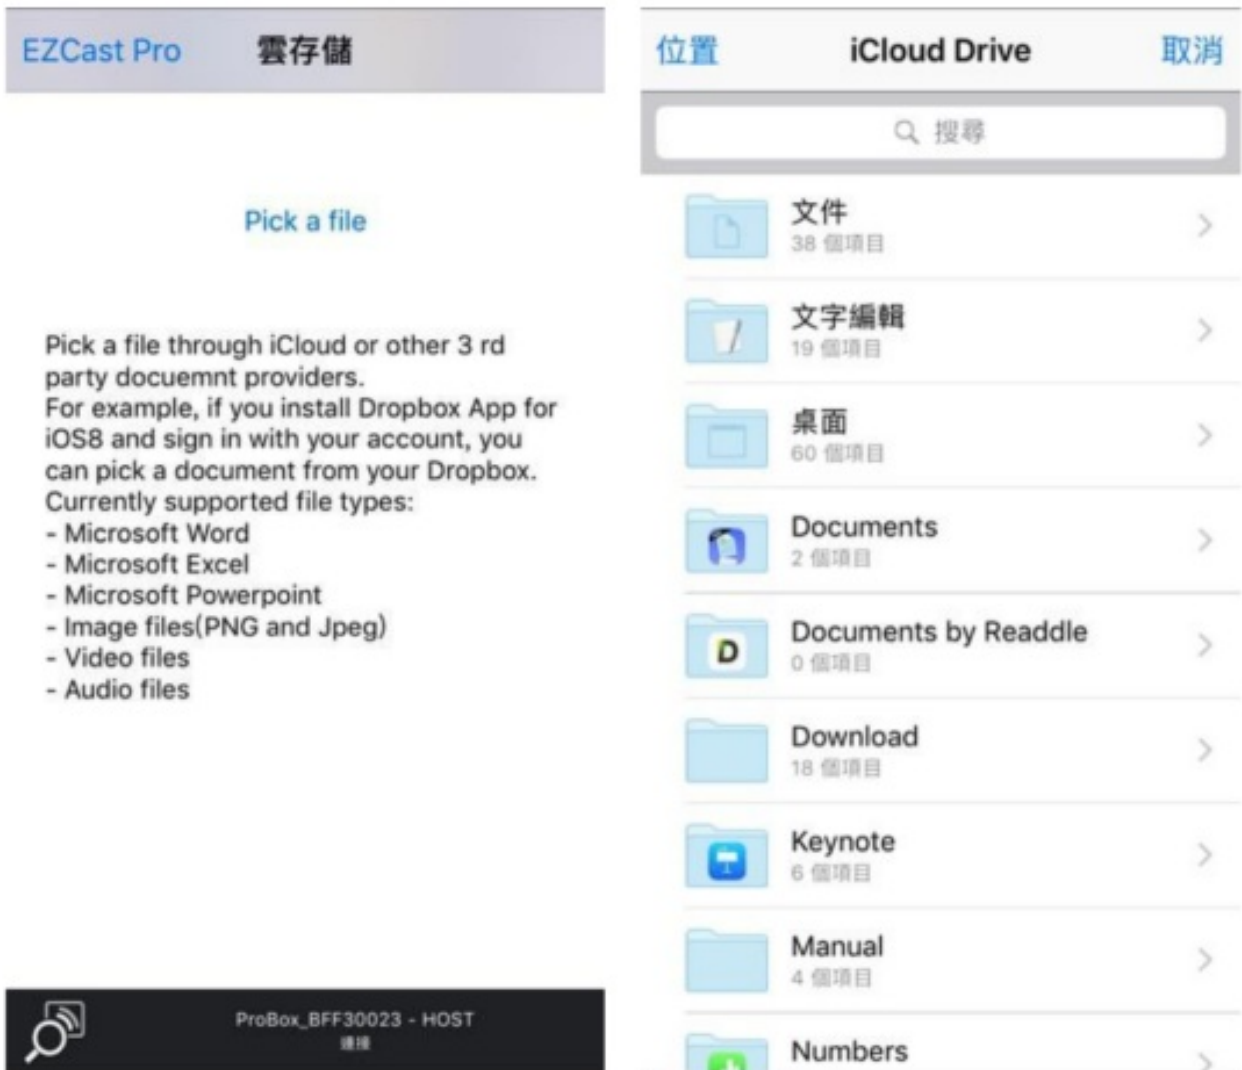 EZCast Pro
雲存儲
Pick a file
Pick a file through iCloud or other 3 rd
party docuemnt providers.
For example, if you install Dropbox App for
iOS8 and sign in with your account, you
can pick a document from your Dropbox.
Currently supported file types:
- Microsoft Word
- Microsoft Excel
- Microsoft Powerpoint
- Image files(PNG and Jpeg)
- Video files
- Audio files
ProBox_BFF30023 - HOST
連接
位置
iCloud Drive
取消
搜尋
文件
38 個項目
文字編輯
19 個項目
桌面
60 個項目
Documents
2 個項目
Documents by Readdle
0 個項目
Download
18 個項目
Keynote
6 個項目
Manual
4 個項目
Numbers